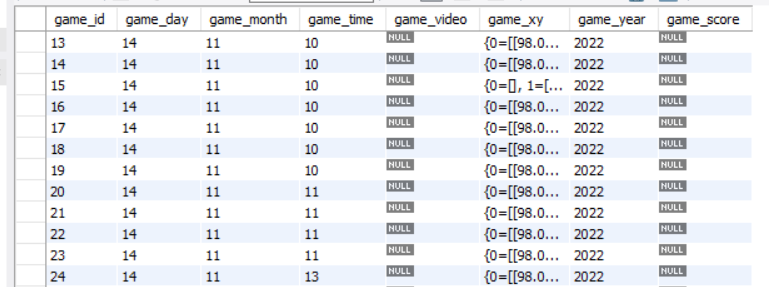 game_id game_day game_month game_time game_video game_xy game_year game_score
13 14 11 10 NULL {0=[[98.0... 2022 NULL
14 14 11 10 NULL {0=[[98.0... 2022 NULL
15 14 11 10 NULL {0=[], 1=[... 2022 NULL
16 14 11 10 NULL {0=[[98.0... 2022 NULL
17 14 11 10 NULL {0=[[98.0... 2022 NULL
18 14 11 10 NULL {0=[[98.0... 2022 NULL
19 14 11 10 NULL {0=[[98.0... 2022 NULL
20 14 11 11 NULL {0=[[98.0... 2022 NULL
21 14 11 11 NULL {0=[[98.0... 2022 NULL
22 14 11 11 NULL {0=[[98.0... 2022 NULL
23 14 11 11 NULL {0=[[98.0... 2022 NULL
24 14 11 13 NULL {0=[[98.0... 2022 NULL